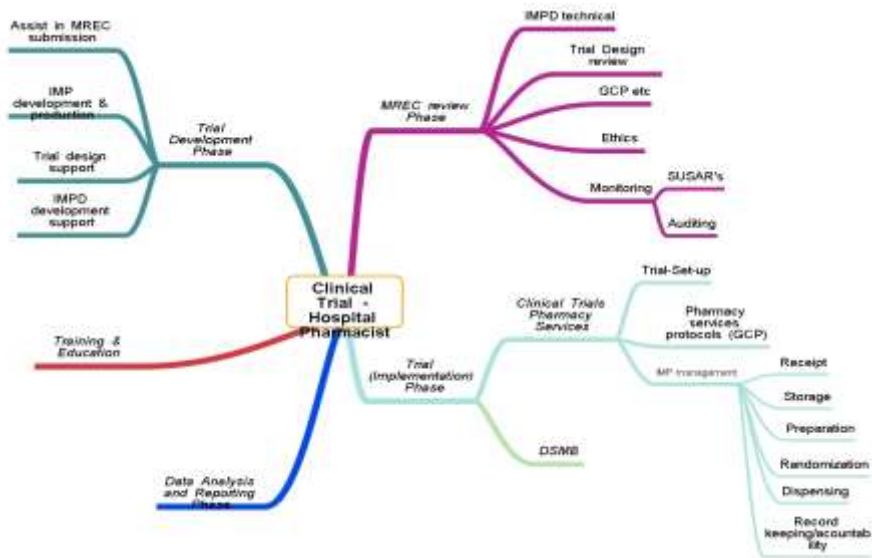 Assist in MREC
submission
IMP
development &
production
Trial design
support
IMPD
development
support
Trial
Development
Phase
MREC review
Phase
IMPD technical
Trial Design
review
GCP etc
Ethics
Monitoring
SUSAR's
Auditing
Clinical
Trial -
Hospital
Pharmacist
Training &
Education
Data Analysis
and Reporting
Phase
Trial
(Implementation)
Phase
Clinical Trials
Pharmacy
Services
DSMB
Trial-Set-up
Pharmacy
services
protocols (GCP)
IMP management
Receipt
Storage
Preparation
Randomization
Dispensing
Record
keeping/acountab
ility